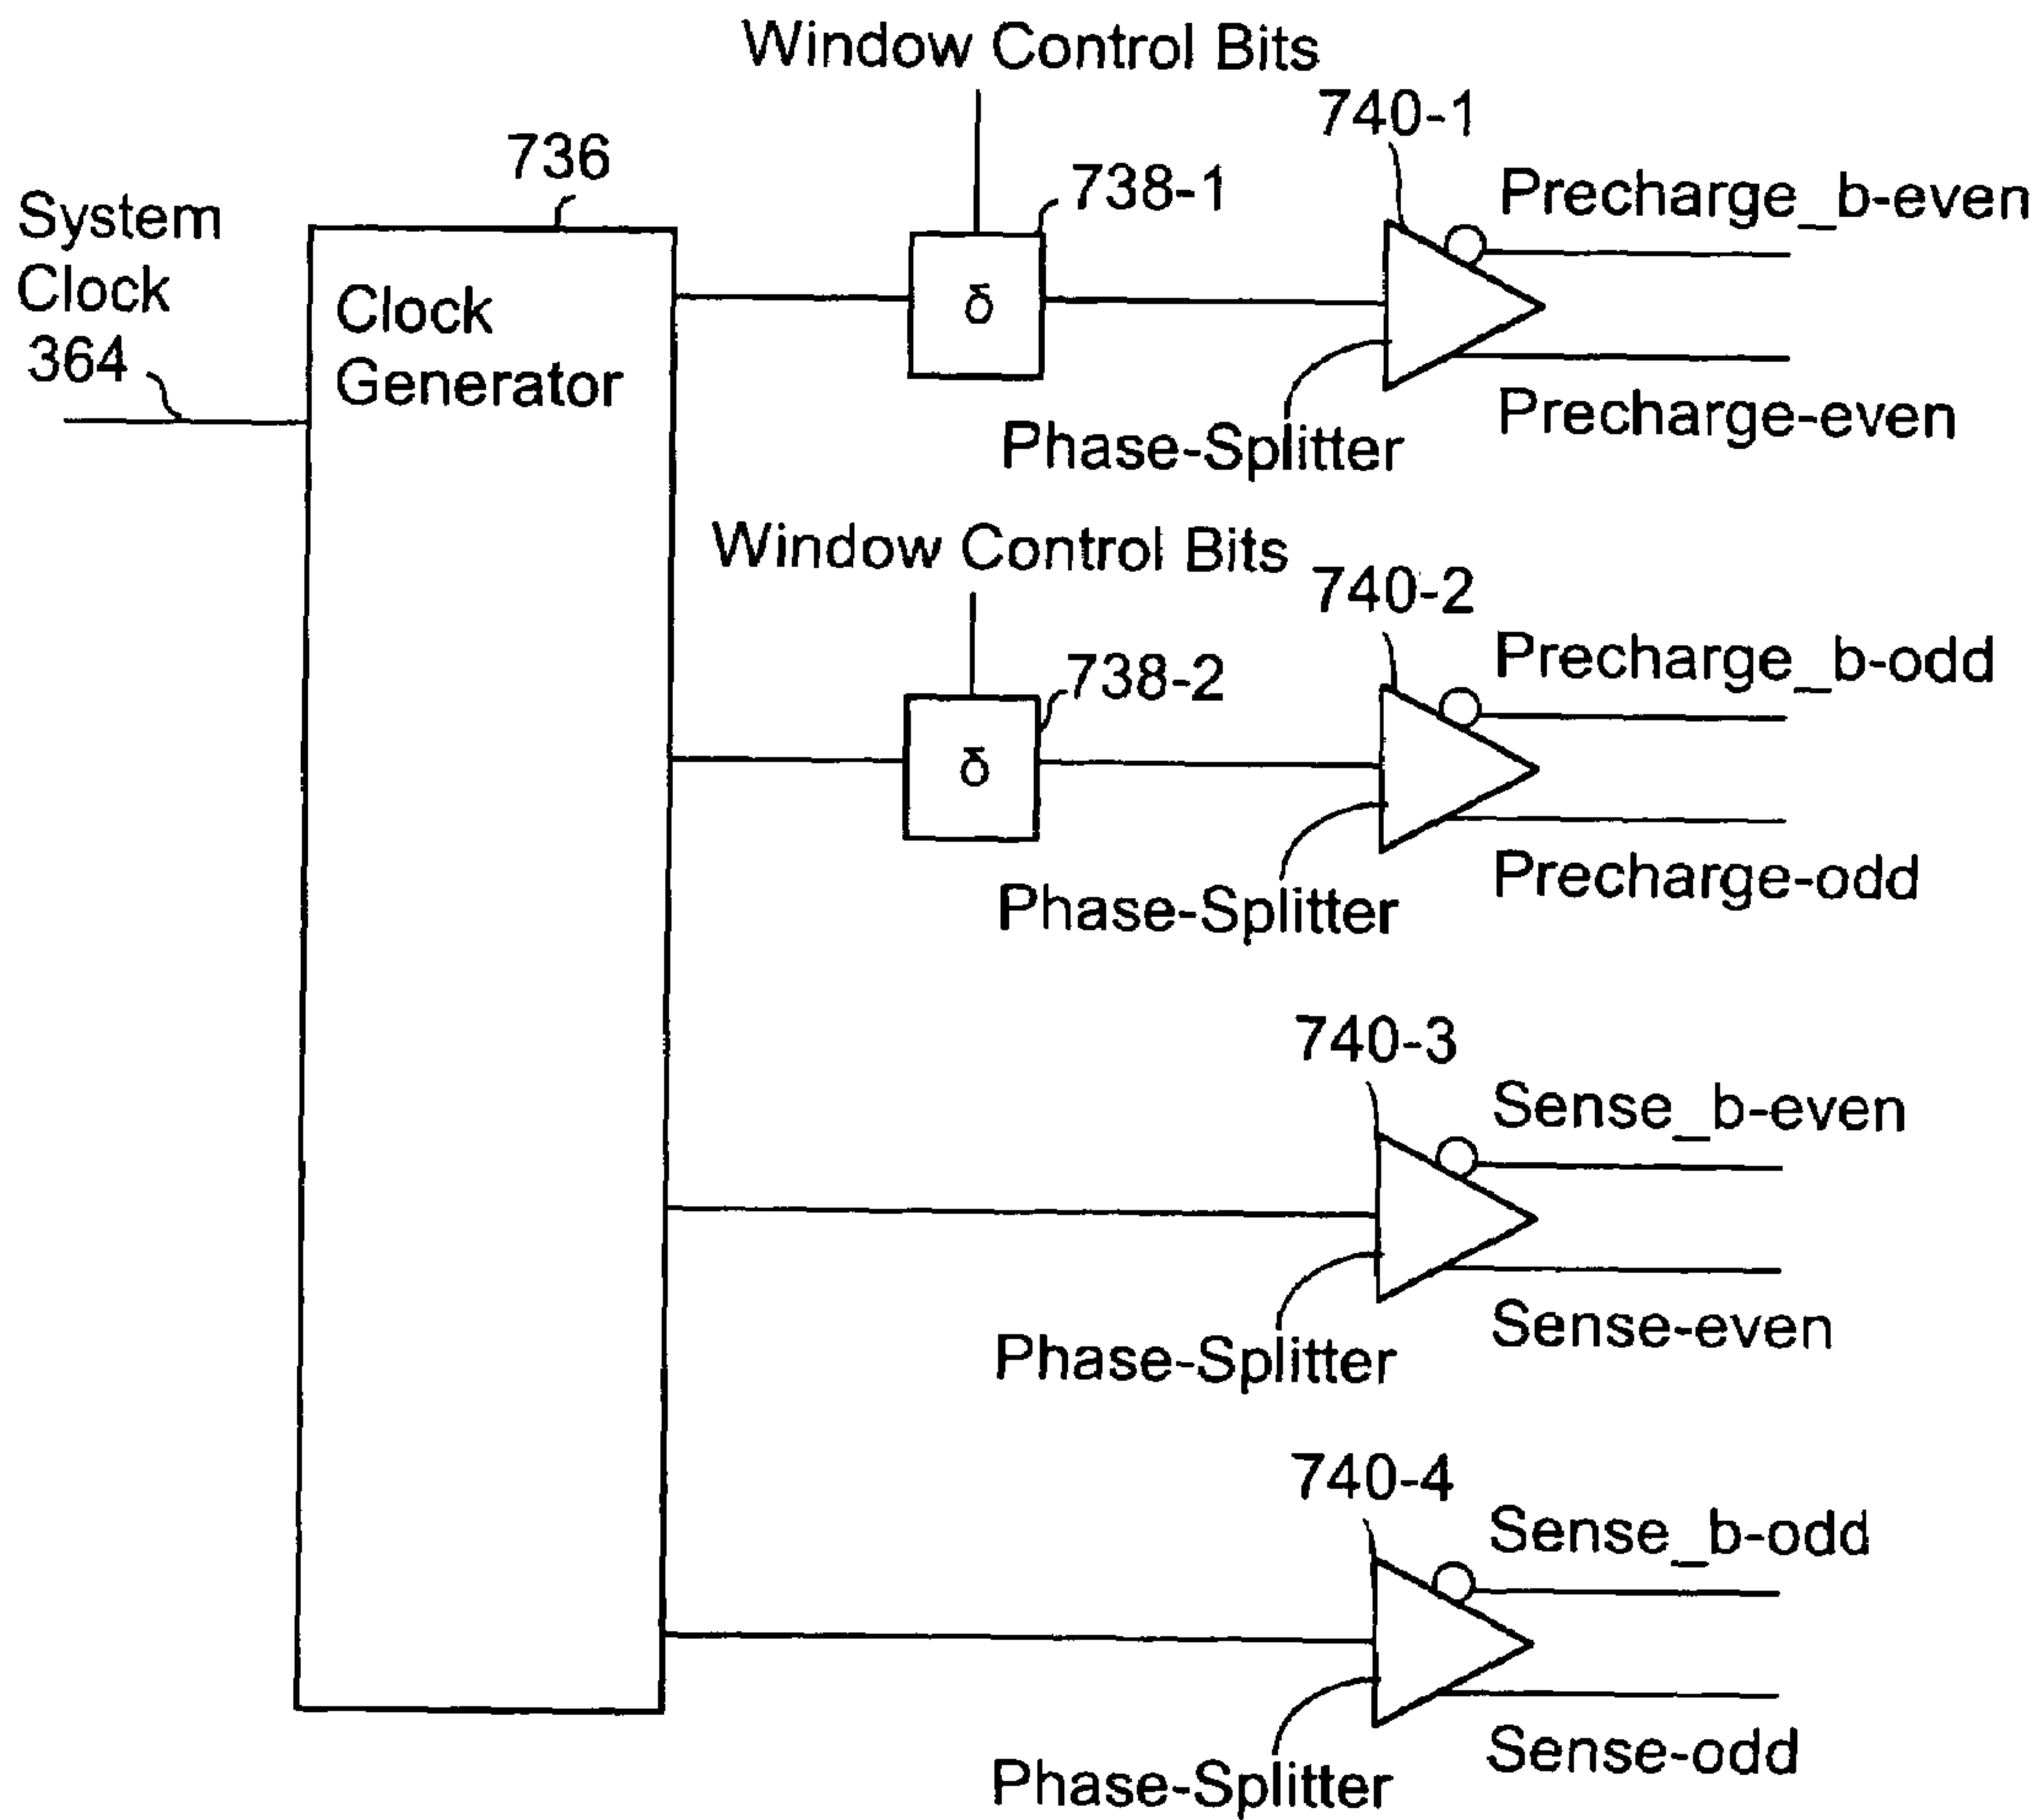 Window Control Bits
740-1
736
738-1
Precharge_b-even
System
Clock
364
Clock
Generator
δ
Precharge-even
Phase-Splitter
Window Control Bits
740-2
738-2
Precharge_b-odd
δ
Precharge-odd
Phase-Splitter
740-3
Sense_b-even
Sense-even
Phase-Splitter
740-4
Sense_b-odd
Sense-odd
Phase-Splitter